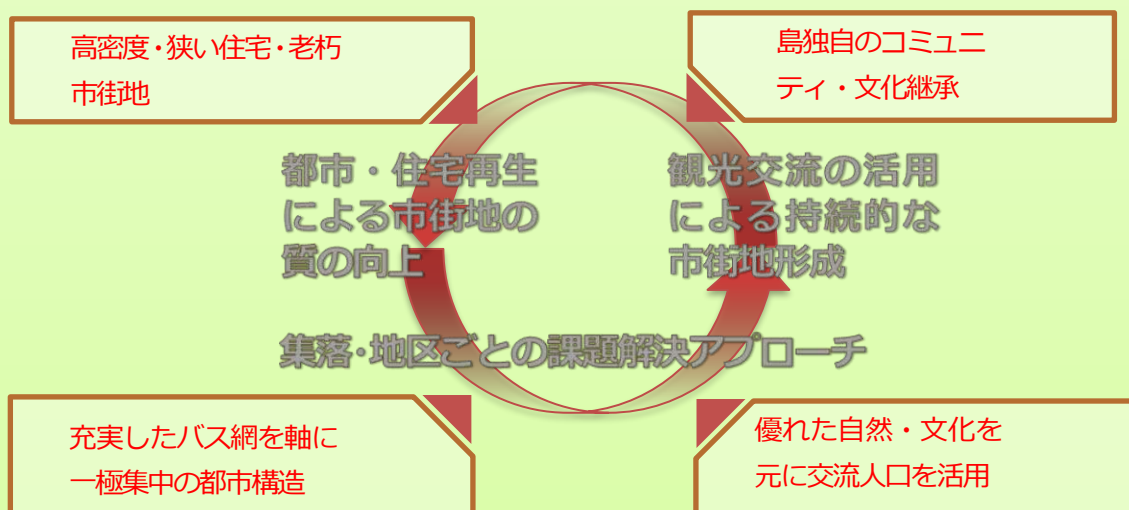 高密度・狭い住宅・老朽
市街地
島独自のコミュニ
ティ・文化継承
都市・住宅再生
による市街地の
質の向上
観光交流の活用
による持続的な
市街地形成
集落・地区ごとの課題解決アプローチ
充実したバス網を軸に
一極集中の都市構造
優れた自然・文化を
元に交流人口を活用